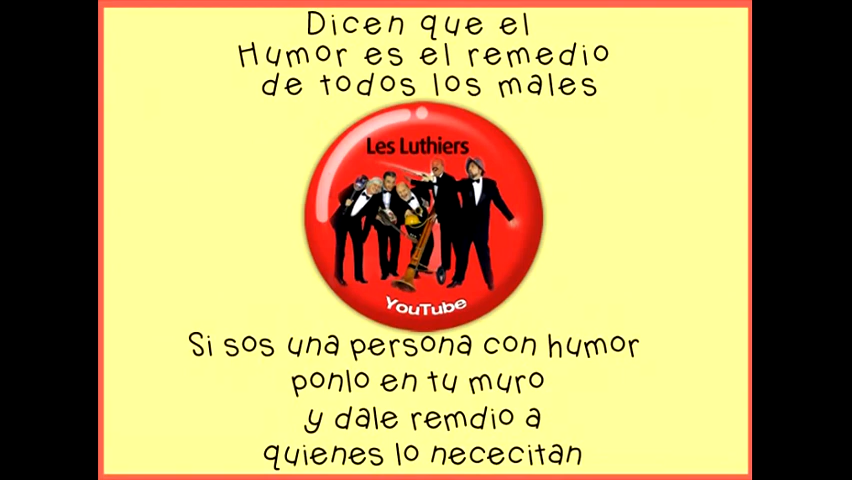 Dicen que el
Humor es el remedio
de todos los males
Les Luthiers
YouTube
Si sos una persona con humor
ponlo en tu muro
y dale remdio a
quienes lo nececitan